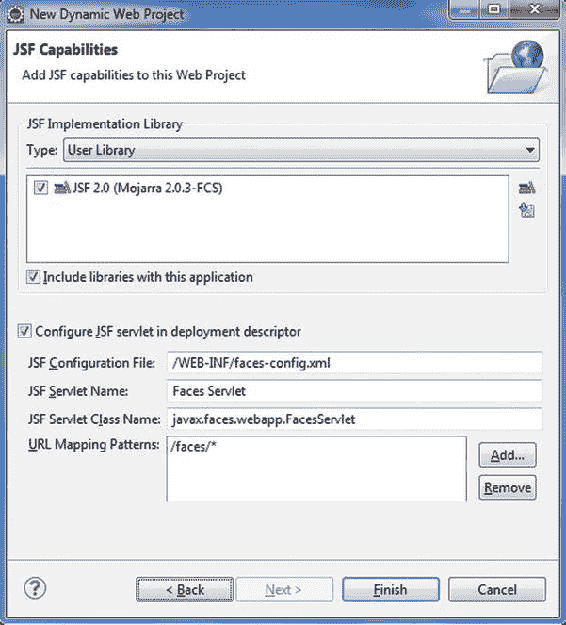 New Dynamic Web Project
JSF Capabilities
Add JSF capabilities to this Web Project
JSF Implementation Library
Type: User Library
JSF 2.0 (Mojarra 2.0.3-FCS)
Include libraries with this application
Configure JSF servlet in deployment descriptor
JSF Configuration File: /WEB-INF/faces-config.xml
JSF Servlet Name: Faces Servlet
JSF Servlet Class Name: javax.faces.webapp.FacesServlet
URL Mapping Patterns: /faces/*
Add...
Remove
?
< Back
Next >
Finish
Cancel